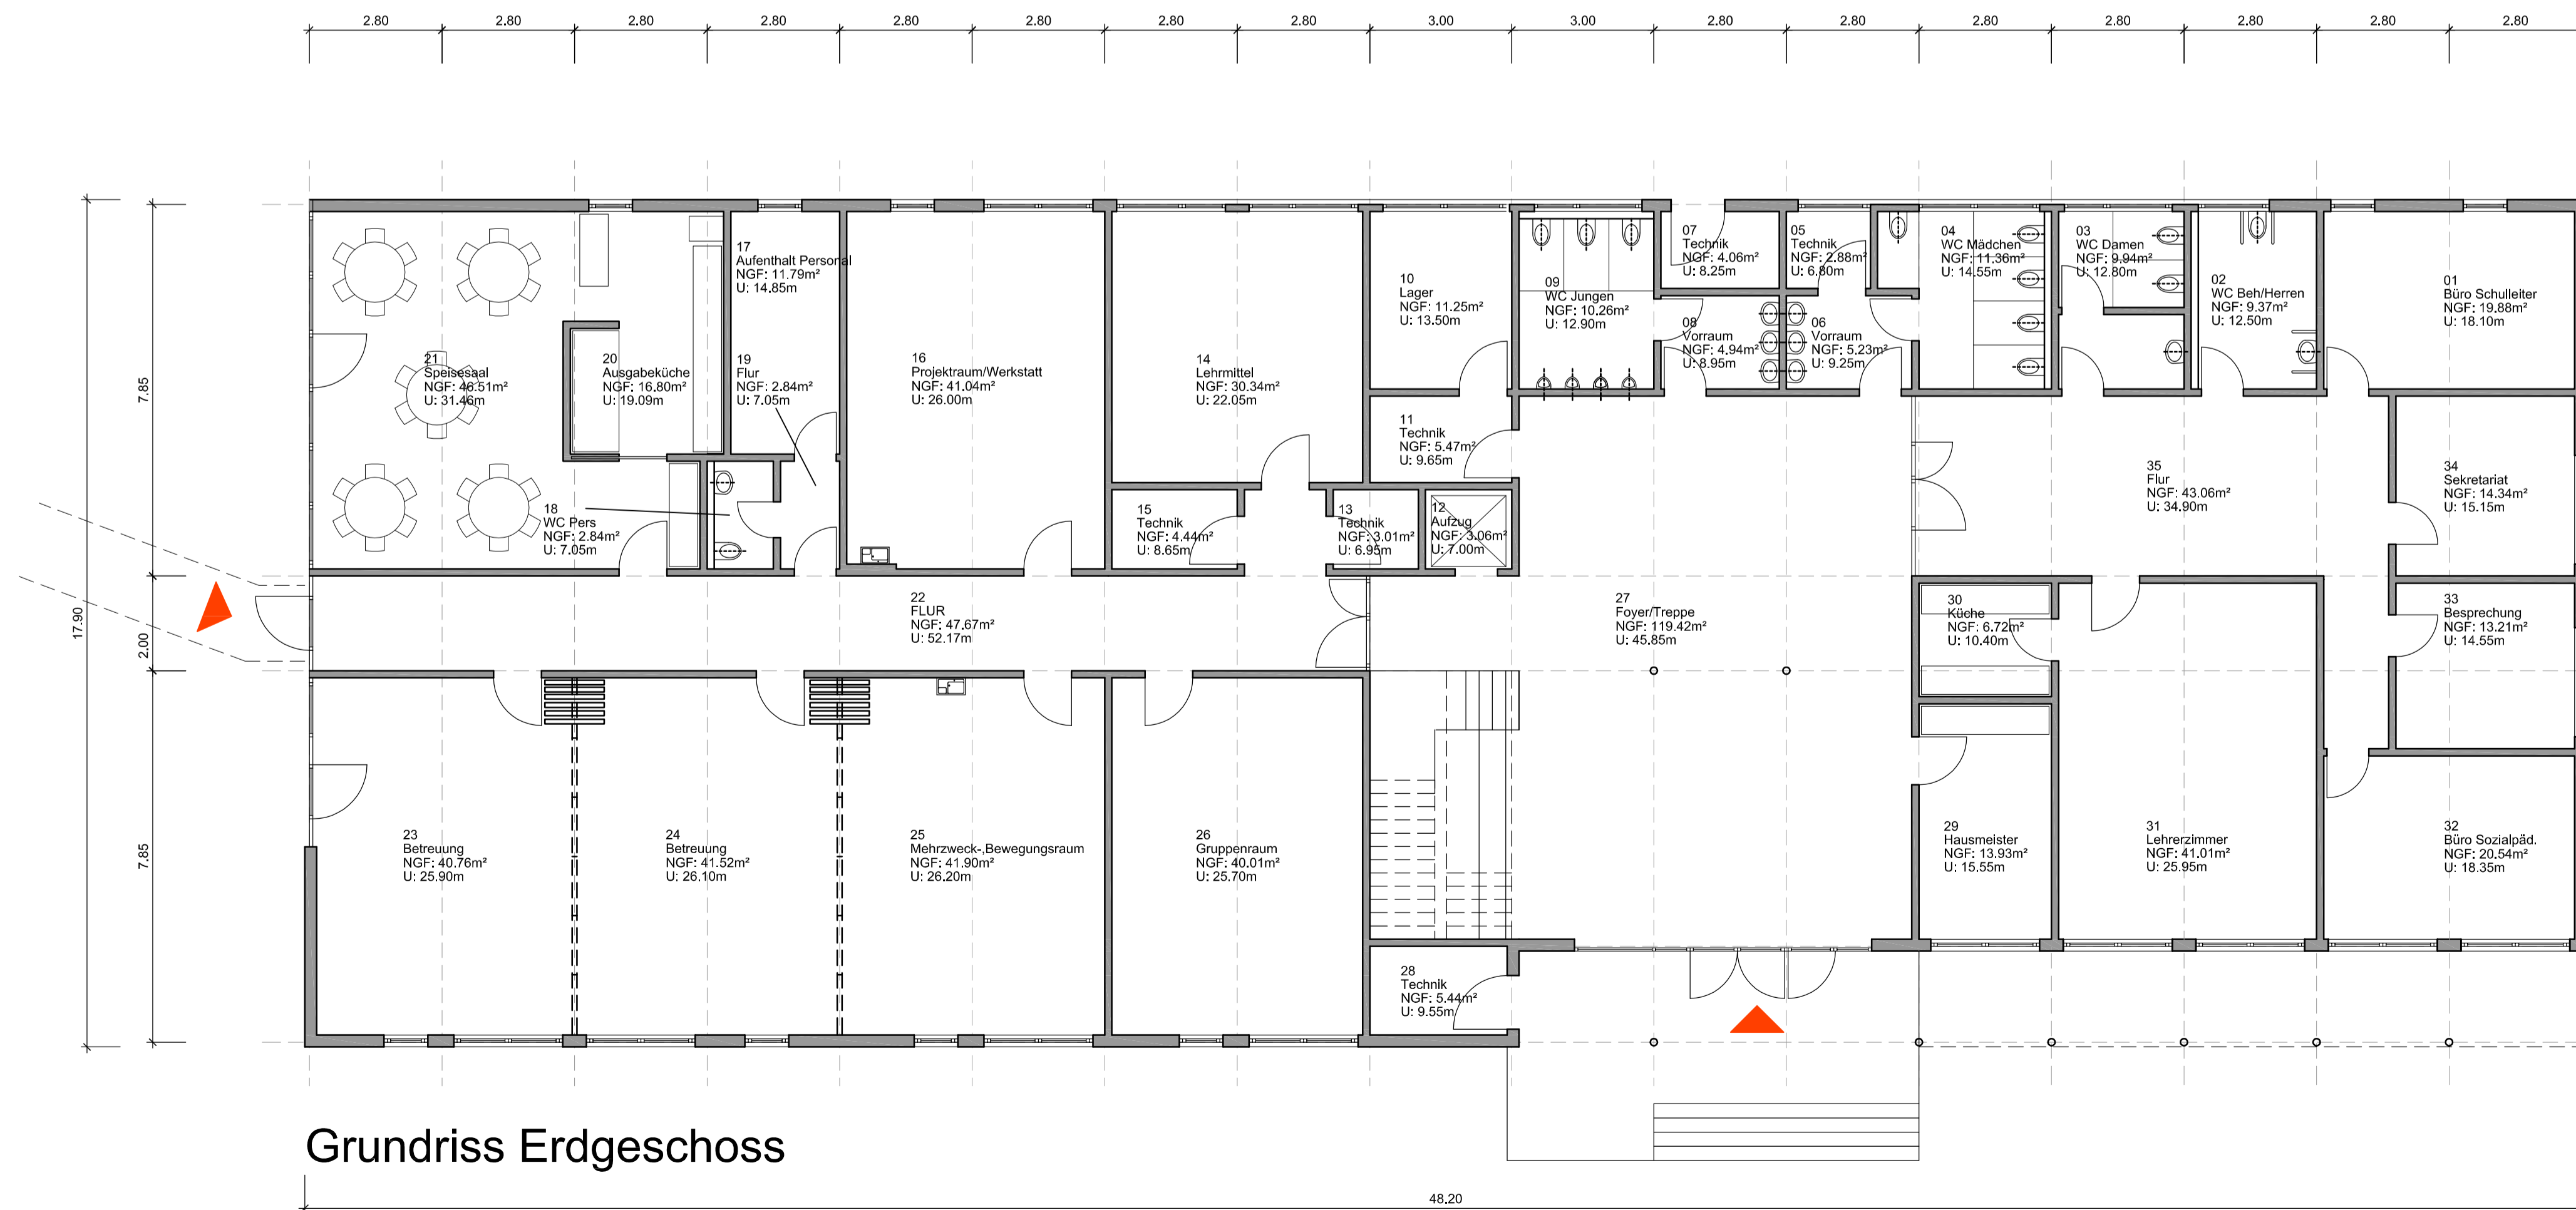 2.80 2.80 2.80 2.80 2.80 2.80 2.80 2.80 3.00 3.00 2.80 2.80 2.80 2.80 2.80 2.80 2.80
17.90
7.85
2.00
7.85
21
Speisesaal
NGF: 46.51m²
U: 31.46m
20
Ausgabeküche
NGF: 16.80m²
U: 19.09m
17
Aufenthalt Personal
NGF: 11.79m²
U: 14.85m
19
Flur
NGF: 2.84m²
U: 7.05m
18
WC Pers
NGF: 2.84m²
U: 7.05m
16
Projektraum/Werkstatt
NGF: 41.04m²
U: 26.00m
14
Lehrmittel
NGF: 30.34m²
U: 22.05m
15
Technik
NGF: 4.44m²
U: 8.65m
13
Technik
NGF: 3.01m²
U: 6.95m
12
Aufzug
NGF: 3.06m²
U: 7.00m
10
Lager
NGF: 11.25m²
U: 13.50m
11
Technik
NGF: 5.47m²
U: 9.65m
09
WC Jungen
NGF: 10.26m²
U: 12.90m
07
Technik
NGF: 4.06m²
U: 8.25m
08
Vorraum
NGF: 4.94m²
U: 8.95m
05
Technik
NGF: 2.88m²
U: 6.80m
06
Vorraum
NGF: 5.23m²
U: 9.25m
04
WC Mädchen
NGF: 11.36m²
U: 14.55m
03
WC Damen
NGF: 9.94m²
U: 12.80m
02
WC Beh/Herren
NGF: 9.37m²
U: 12.50m
01
Büro Schulleiter
NGF: 19.88m²
U: 18.10m
35
Flur
NGF: 43.06m²
U: 34.90m
34
Sekretariat
NGF: 14.34m²
U: 15.15m
22
FLUR
NGF: 47.67m²
U: 52.17m
27
Foyer/Treppe
NGF: 119.42m²
U: 45.85m
30
Küche
NGF: 6.72m²
U: 10.40m
33
Besprechung
NGF: 13.21m²
U: 14.55m
23
Betreuung
NGF: 40.76m²
U: 25.90m
24
Betreuung
NGF: 41.52m²
U: 26.10m
25
Mehrzweck-,Bewegungsraum
NGF: 41.90m²
U: 26.20m
26
Gruppenraum
NGF: 40.01m²
U: 25.70m
29
Hausmeister
NGF: 13.93m²
U: 15.55m
31
Lehrerzimmer
NGF: 41.01m²
U: 25.95m
32
Büro Sozialpäd.
NGF: 20.54m²
U: 18.35m
28
Technik
NGF: 5.44m²
U: 9.55m
Grundriss Erdgeschoss
48.20